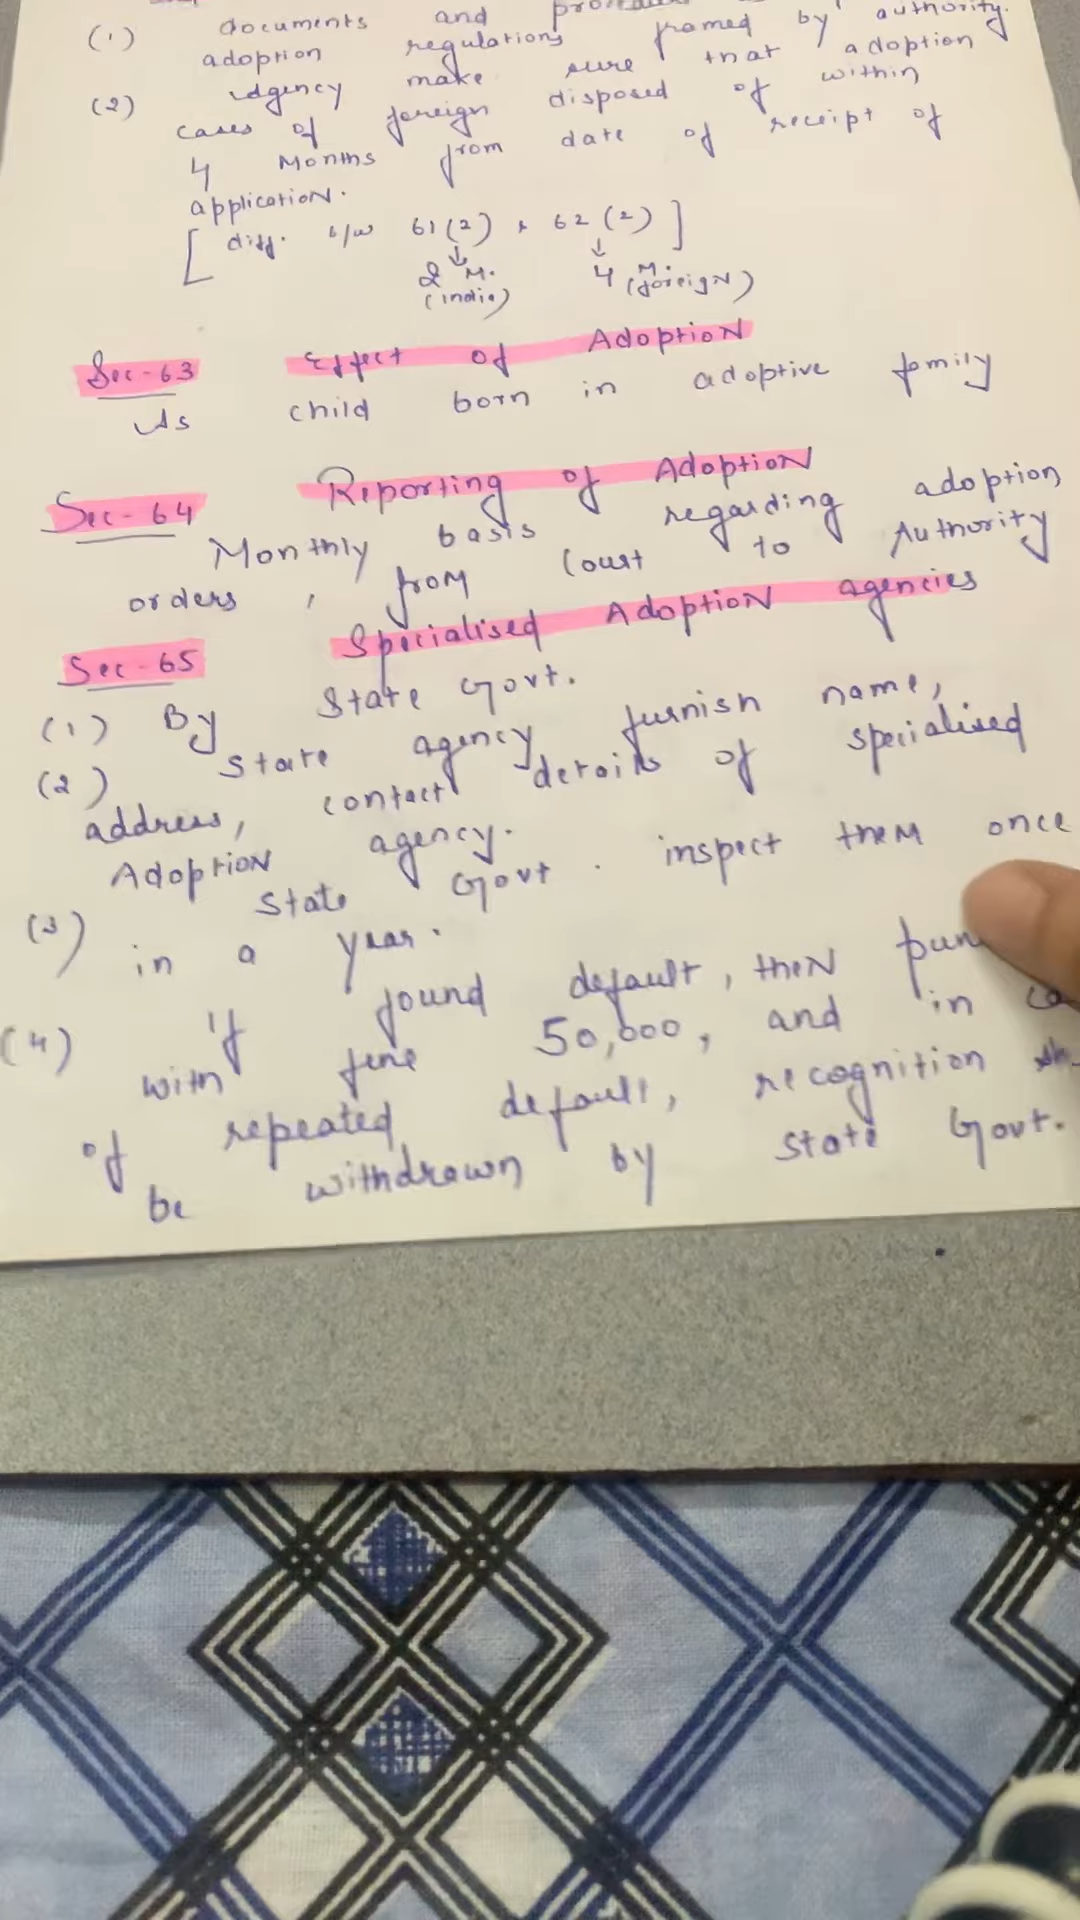 (1) documents and
adoption regulations framed by authority.
(2) Agency make sure that adoption
cases of foreign disposed of within
4 Months from date of receipt of
application.
[ diff. b/w 61(2) & 62(2) ]
↓ ↓
2 M. 4 M.
(india) (foreign)
Sec-63 Effect of Adoption
As child born in adoptive family
Sec-64 Reporting of Adoption
Monthly basis regarding adoption
orders, from Court to Authority
Sec-65 Specialised Adoption agencies
(1) By State Govt.
(2) State agency furnish name,
address, contact details of specialised
Adoption agency.
(3) State Govt. inspect them once
in a year.
(4) If found default, then
with fine 50,000, and in
of repeated default, recognition
be withdrawn by State Govt.